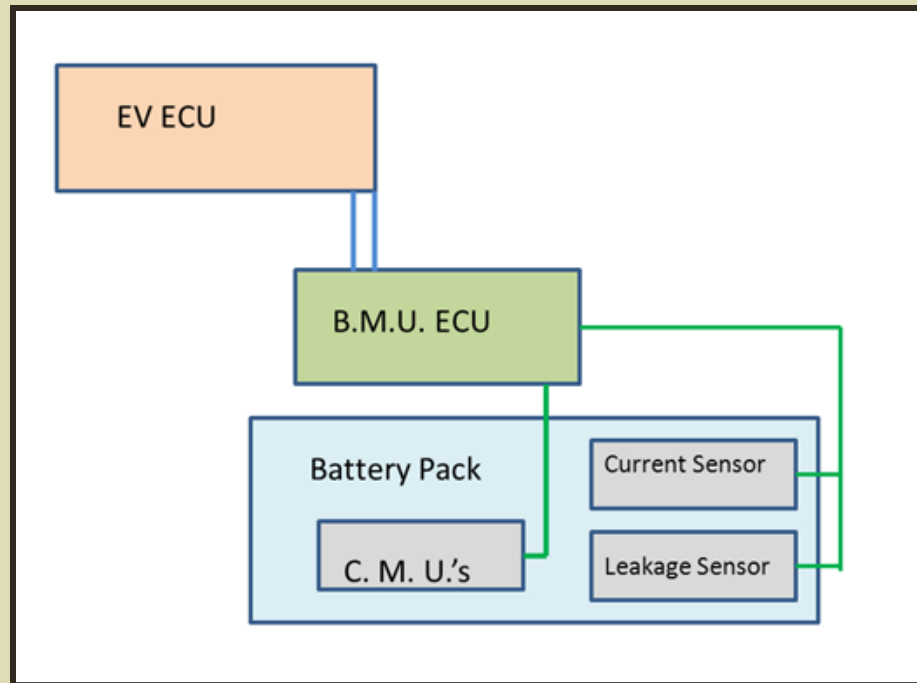 EV ECU
B.M.U. ECU
Battery Pack
Current Sensor
C. M. U.’s
Leakage Sensor